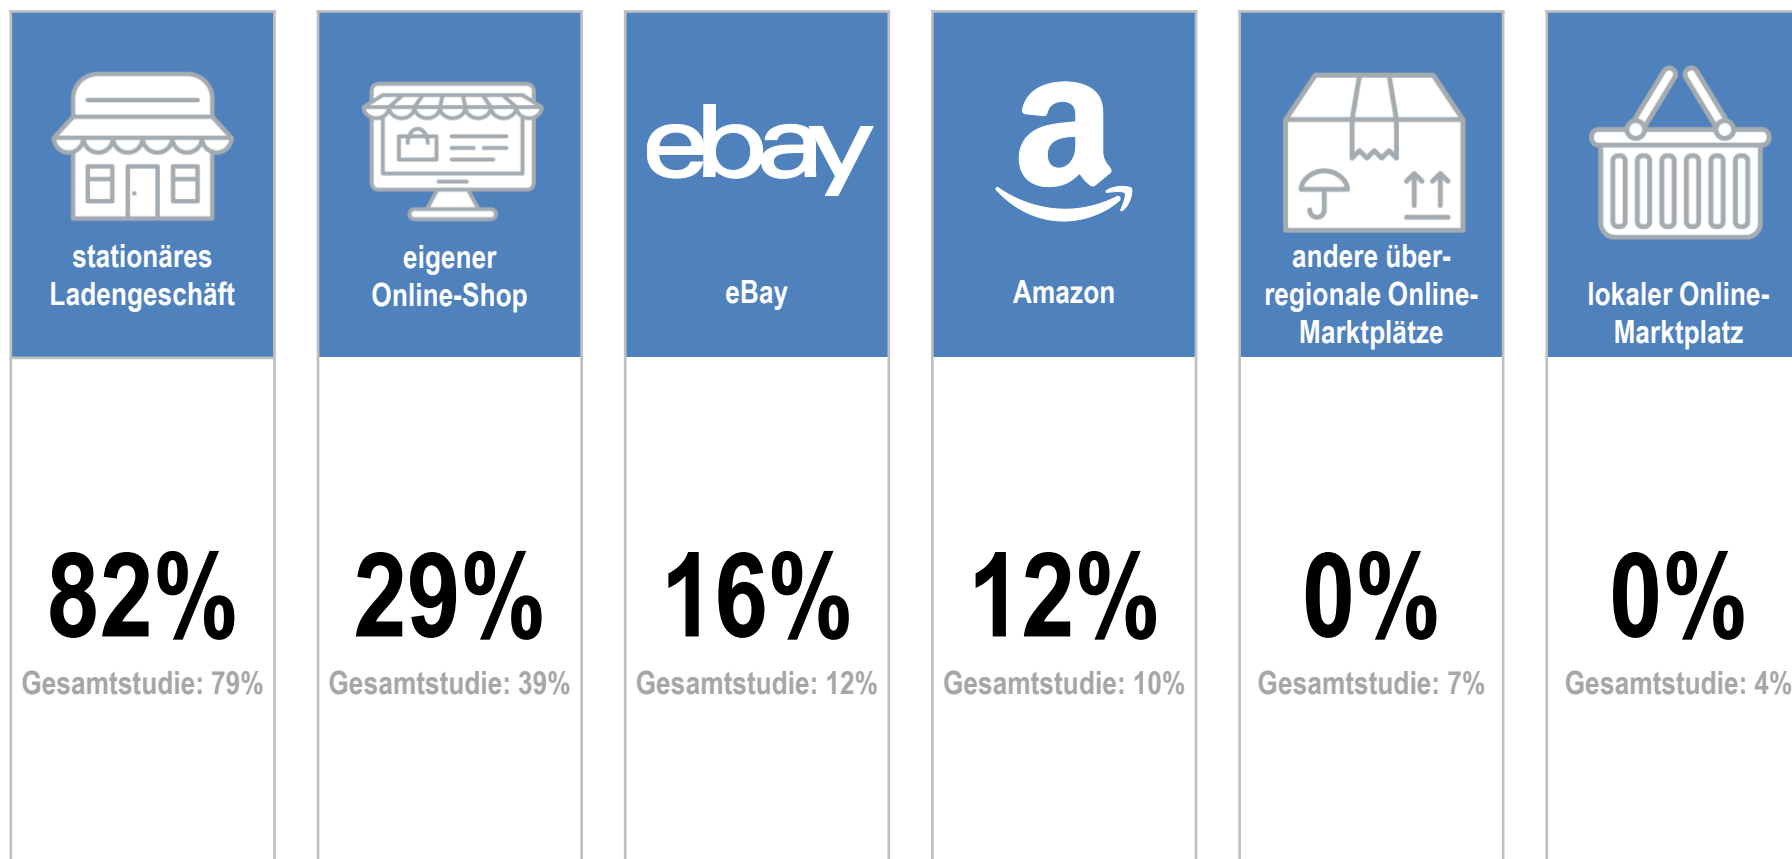 stationäres
Ladengeschäft
82%
Gesamtstudie: 79%
eigener
Online-Shop
29%
Gesamtstudie: 39%
ebay
eBay
16%
Gesamtstudie: 12%
a
Amazon
12%
Gesamtstudie: 10%
andere über-
regionale Online-
Marktplätze
0%
Gesamtstudie: 7%
lokaler Online-
Marktplatz
0%
Gesamtstudie: 4%